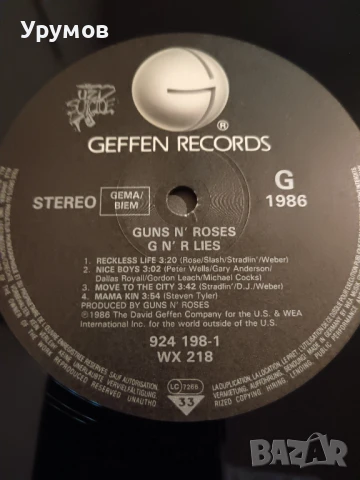 Урумов
GEFFEN RECORDS ®
STEREO GEMA/BIEM G 1986
GUNS N' ROSES
G N' R LIES
1. RECKLESS LIFE 3:20 (Rose/Slash/Stradlin'/Weber)
2. NICE BOYS 3:02 (Peter Wells/Gary Anderson/
Dallas Royall/Gordon Leach/Michael Cocks)
3. MOVE TO THE CITY 3:42 (Stradlin'/D.J./Weber)
4. MAMA KIN 3:54 (Steven Tyler)
PRODUCED BY GUNS N' ROSES
℗1986 The David Geffen Company for the U.S. & WEA
International Inc. for the world outside of the U.S.
924 198-1
WX 218
LC 7266
33
BAZAR